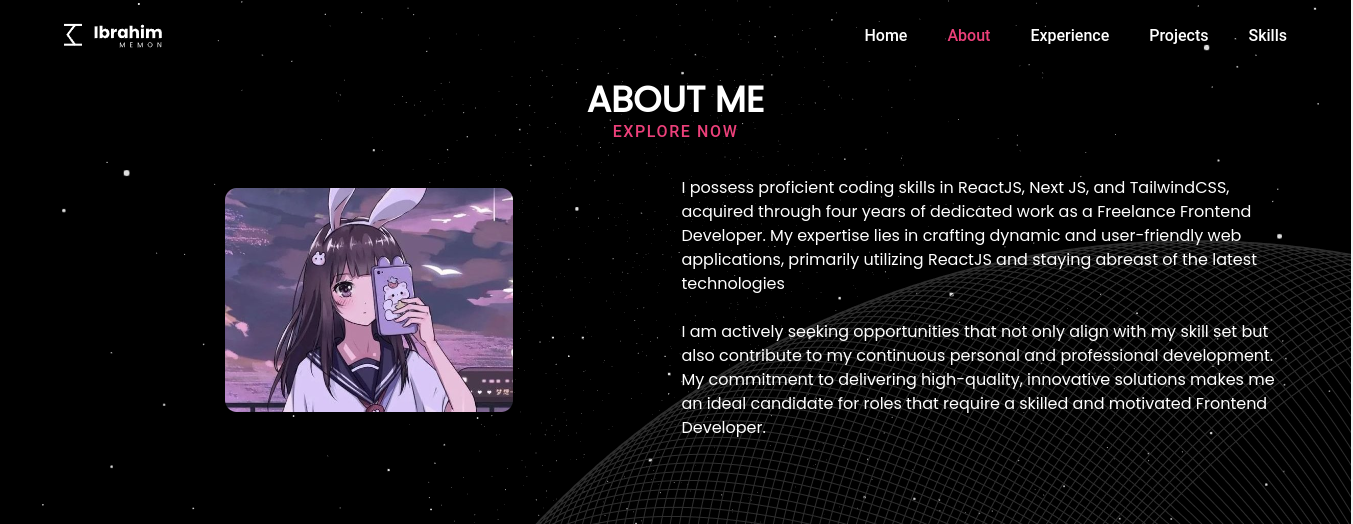 Ibrahim
MEMON
Home About Experience Projects Skills
ABOUT ME
EXPLORE NOW
I possess proficient coding skills in ReactJS, Next JS, and TailwindCSS,
acquired through four years of dedicated work as a Freelance Frontend
Developer. My expertise lies in crafting dynamic and user-friendly web
applications, primarily utilizing ReactJS and staying abreast of the latest
technologies
I am actively seeking opportunities that not only align with my skill set but
also contribute to my continuous personal and professional development.
My commitment to delivering high-quality, innovative solutions makes me
an ideal candidate for roles that require a skilled and motivated Frontend
Developer.